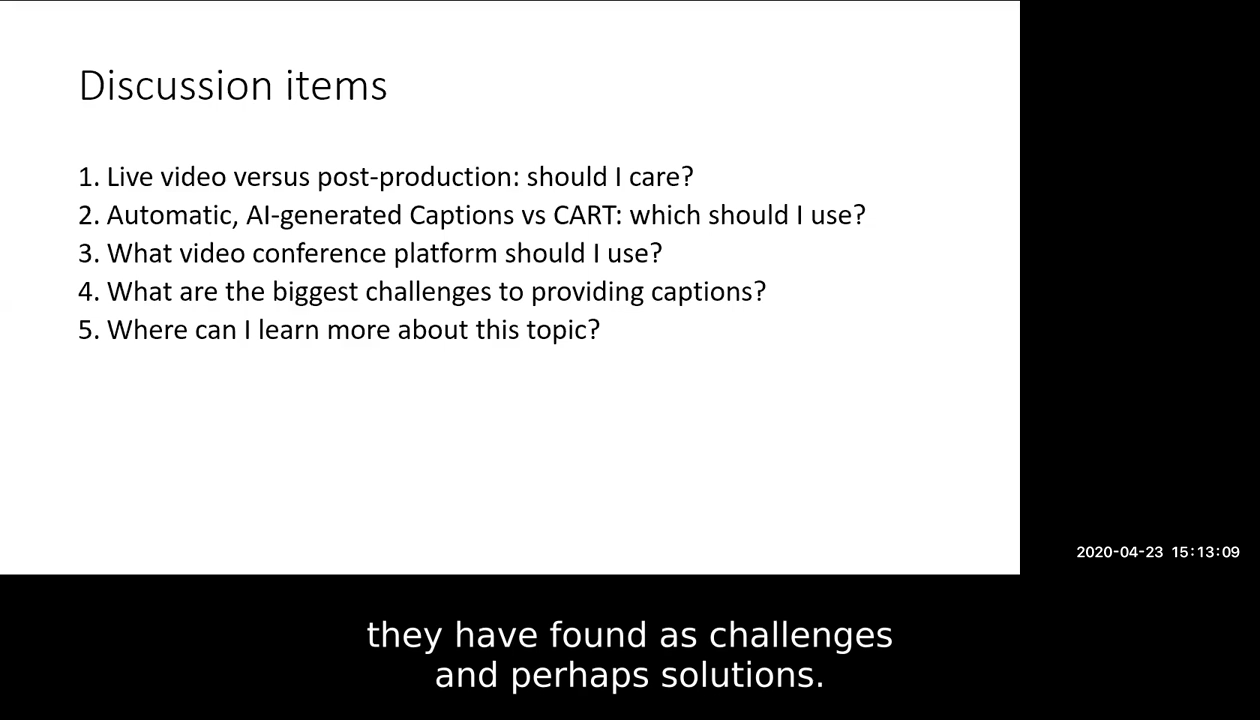 Discussion items
1. Live video versus post-production: should I care?
2. Automatic, AI-generated Captions vs CART: which should I use?
3. What video conference platform should I use?
4. What are the biggest challenges to providing captions?
5. Where can I learn more about this topic?
2020-04-23 15:13:09
they have found as challenges
and perhaps solutions.